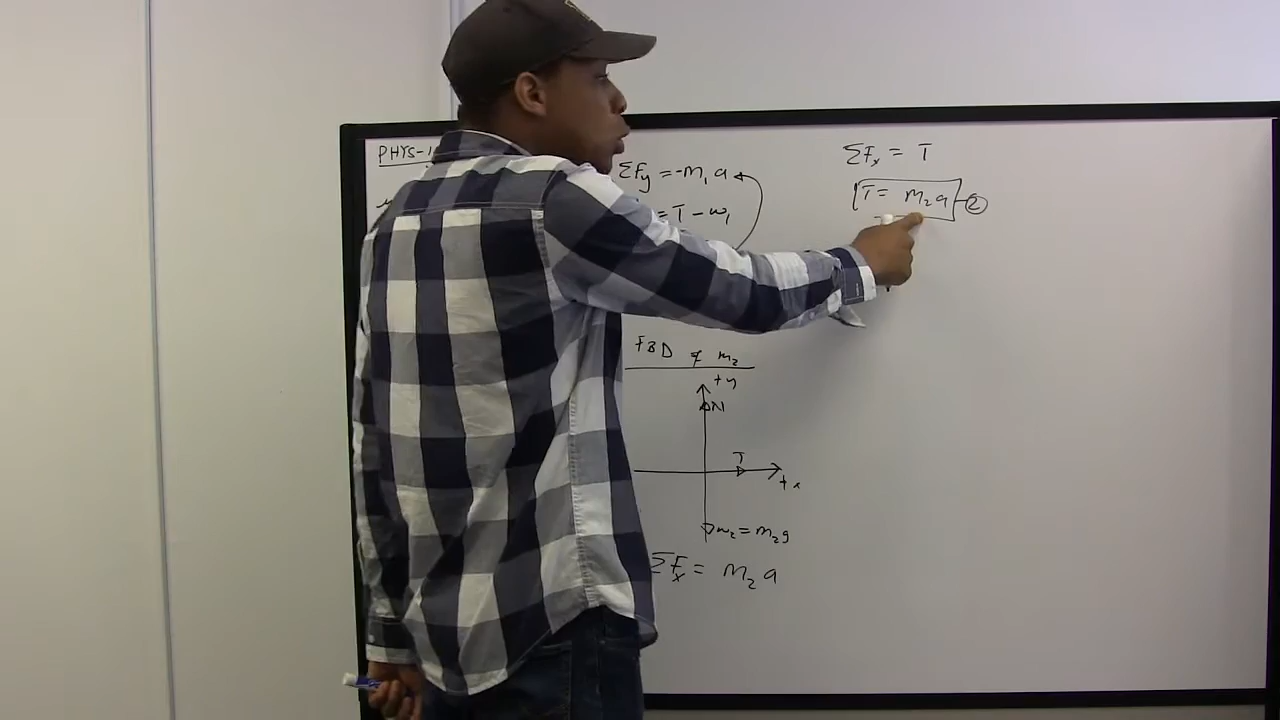 PHYS-1
ΣFy = -m₁a
= T - w₁
FBD of m₂
+y
N
T
+x
w₂ = m₂g
ΣFx = m₂a
ΣFx = T
T = m₂a ②